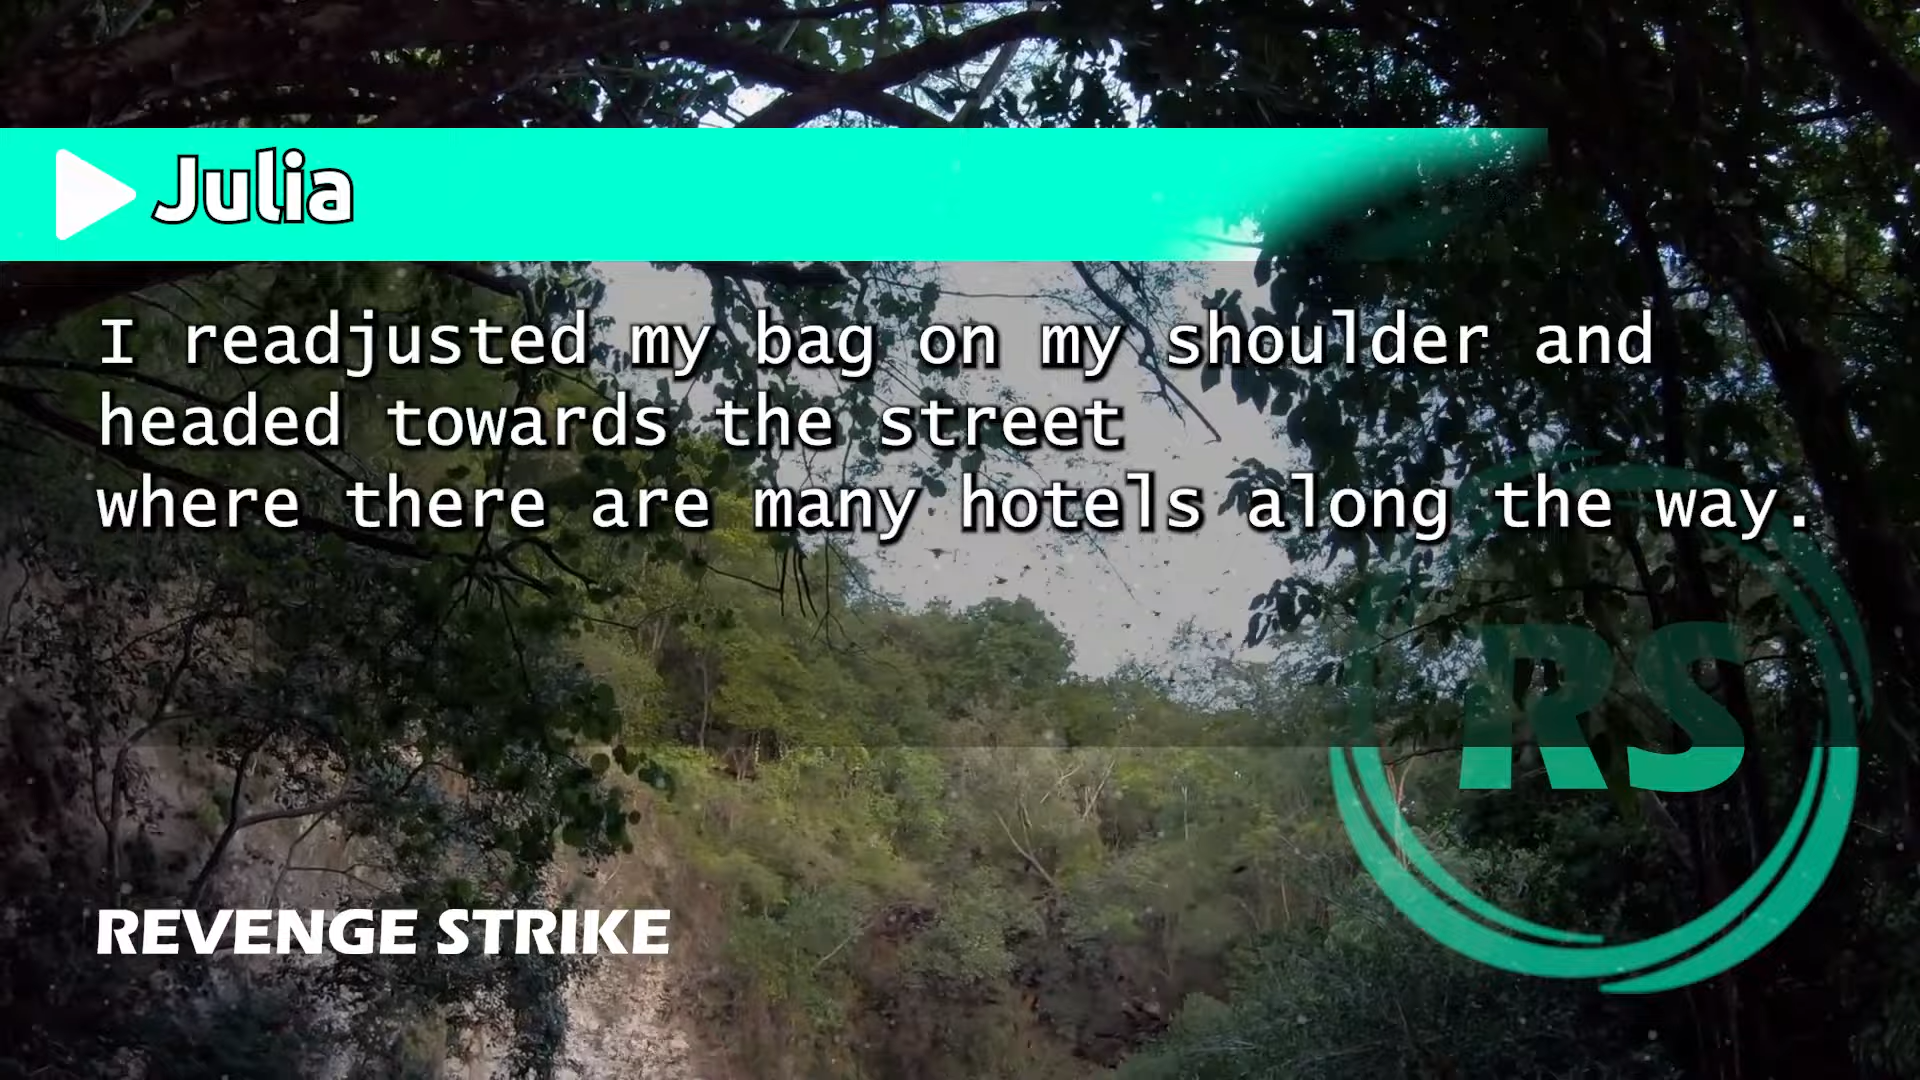 Julia
I readjusted my bag on my shoulder and
headed towards the street
where there are many hotels along the way.
RS
REVENGE STRIKE